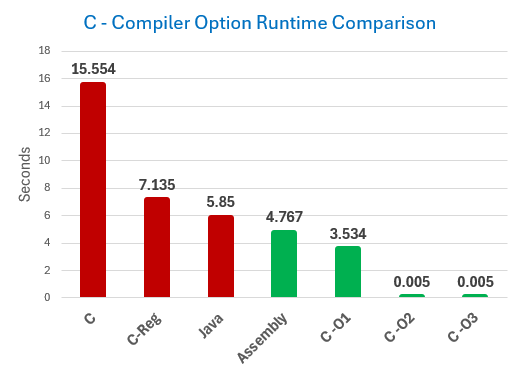 C - Compiler Option Runtime Comparison
Seconds
18
16
14
12
10
8
6
4
2
0
15.554
7.135
5.85
4.767
3.534
0.005
0.005
C
C-Reg
Java
Assembly
C -O1
C -O2
C -O3